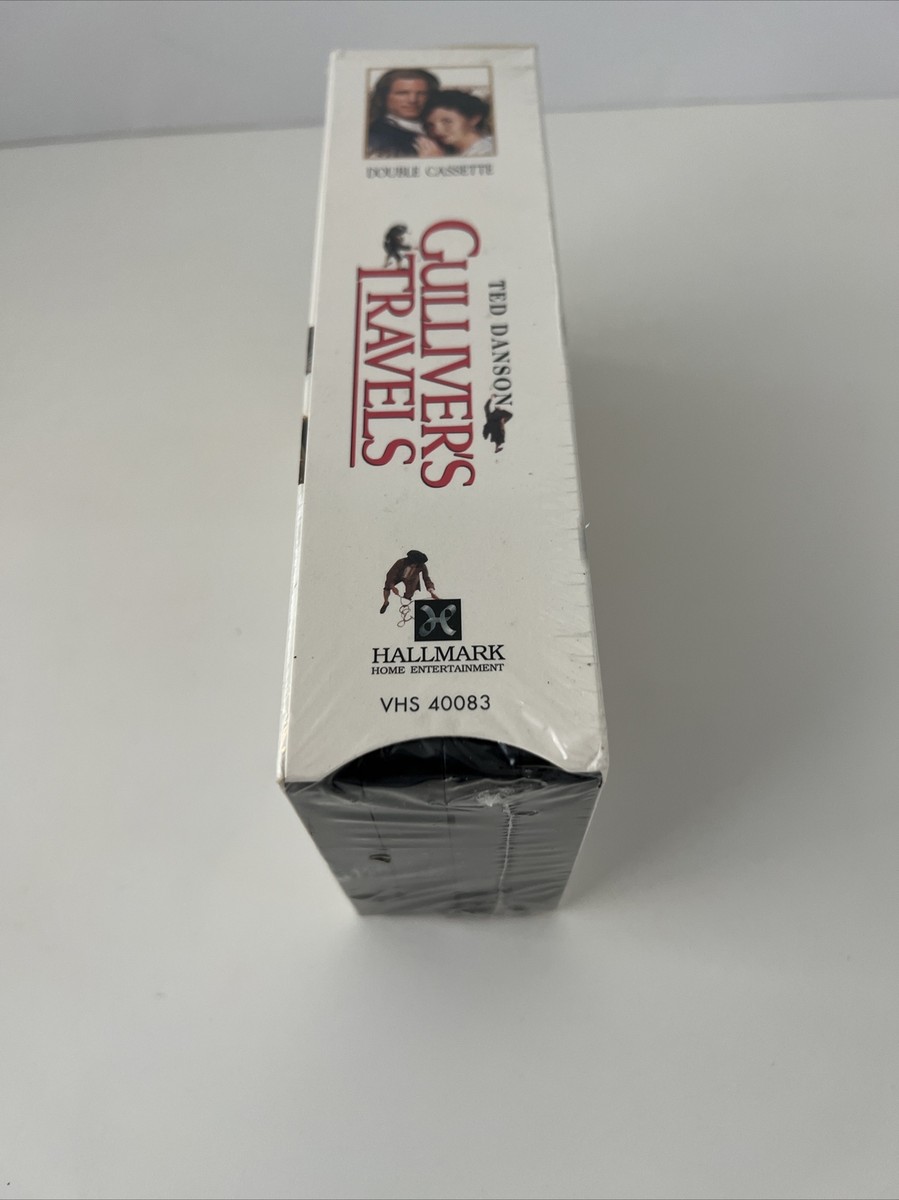 DOUBLE CASSETTE
TED DANSON
GULLIVER'S
TRAVELS
HALLMARK
HOME ENTERTAINMENT
VHS 40083